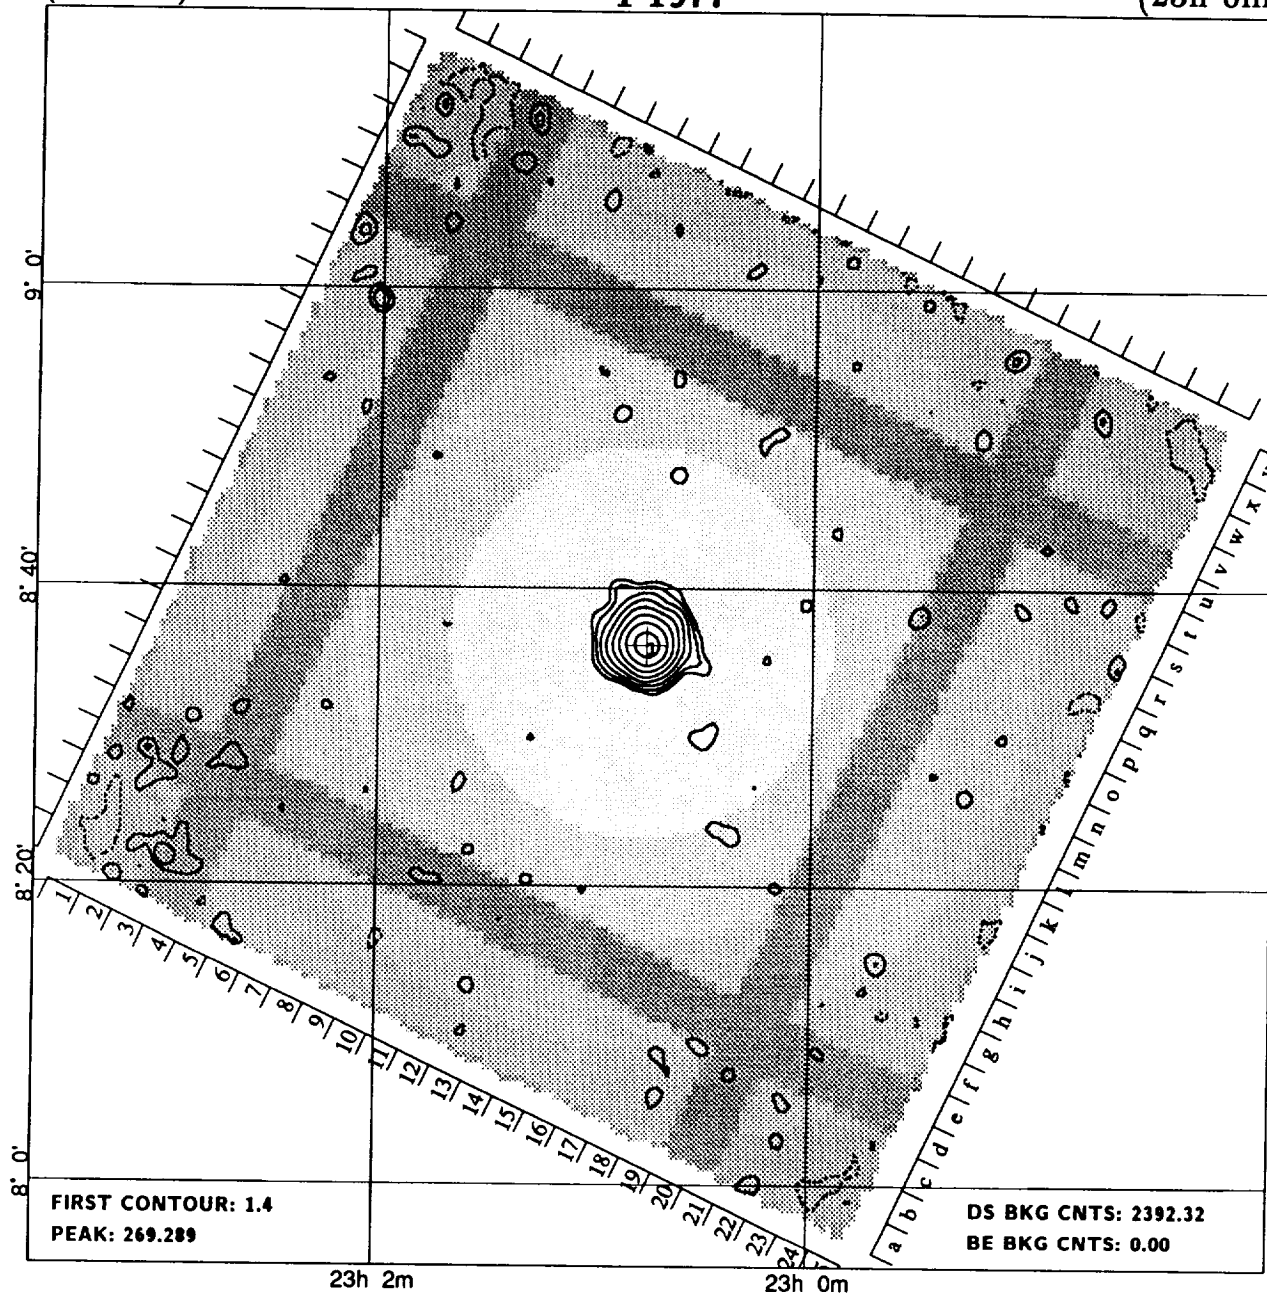 9° 0'
8° 40'
8° 20'
8° 0'
1 2 3 4 5 6 7 8 9 10 11 12 13 14 15 16 17 18 19 20 21 22 23 24
a b c d e f g h i j k l m n o p q r s t u v w x
1
FIRST CONTOUR: 1.4
PEAK: 269.289
DS BKG CNTS: 2392.32
BE BKG CNTS: 0.00
23h 2m
23h 0m